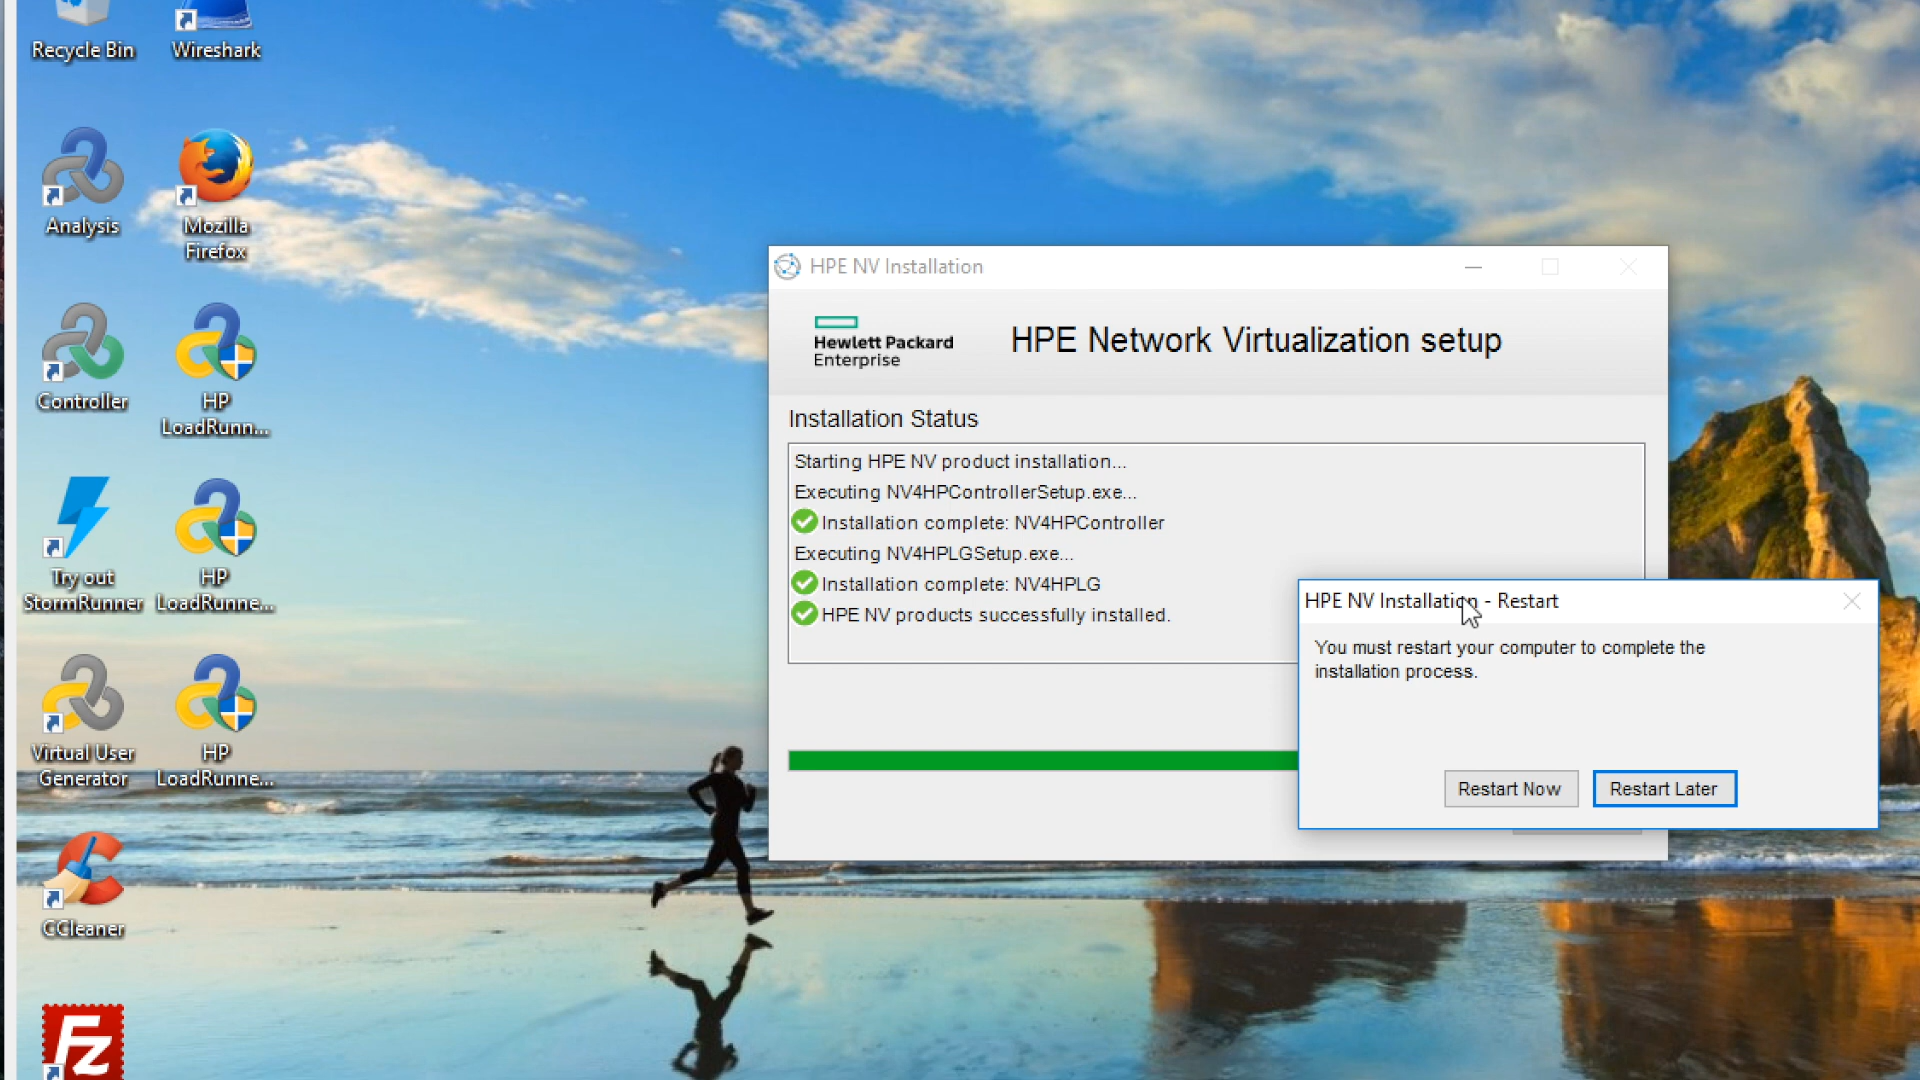 Recycle Bin
Wireshark
Analysis
Mozilla
Firefox
Controller
HP
LoadRunn...
Try out
StormRunner
HP
LoadRunne...
Virtual User
Generator
HP
LoadRunne...
CCleaner
Fz
HPE NV Installation
Hewlett Packard
Enterprise
HPE Network Virtualization setup
Installation Status
Starting HPE NV product installation...
Executing NV4HPControllerSetup.exe...
Installation complete: NV4HPController
Executing NV4HPLGSetup.exe...
Installation complete: NV4HPLG
HPE NV products successfully installed.
HPE NV Installation - Restart
You must restart your computer to complete the
installation process.
Restart Now
Restart Later